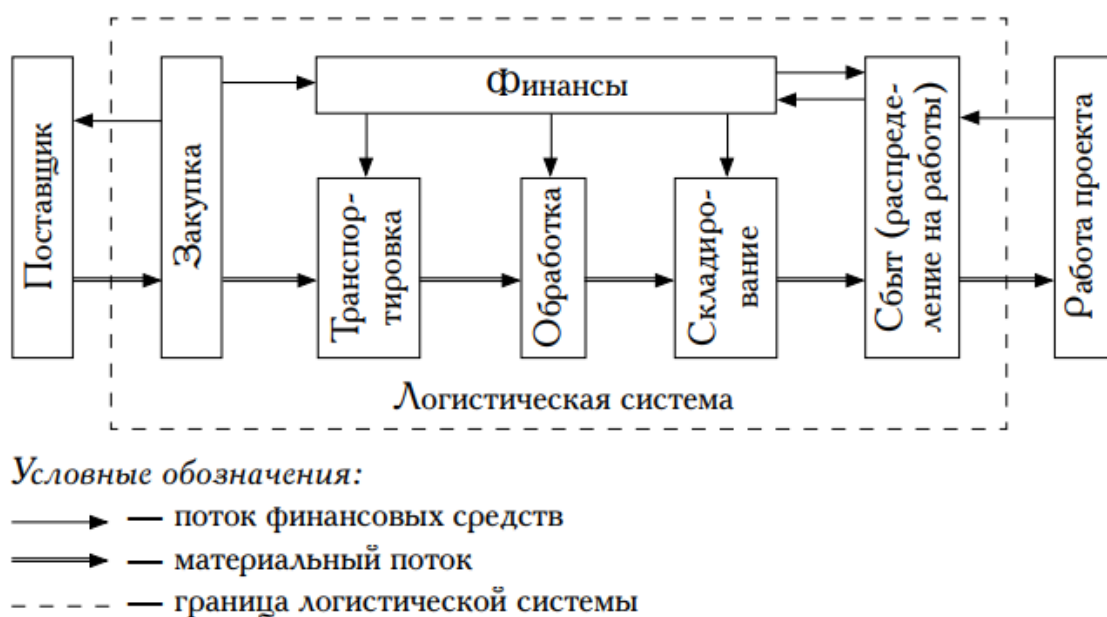 Поставщик
Закупка
Финансы
Транспор-
тировка
Обработка
Складиро-
вание
Сбыт (распреде-
ление на работы)
Работа проекта
Логистическая система
Условные обозначения:
— поток финансовых средств
— материальный поток
— граница логистической системы